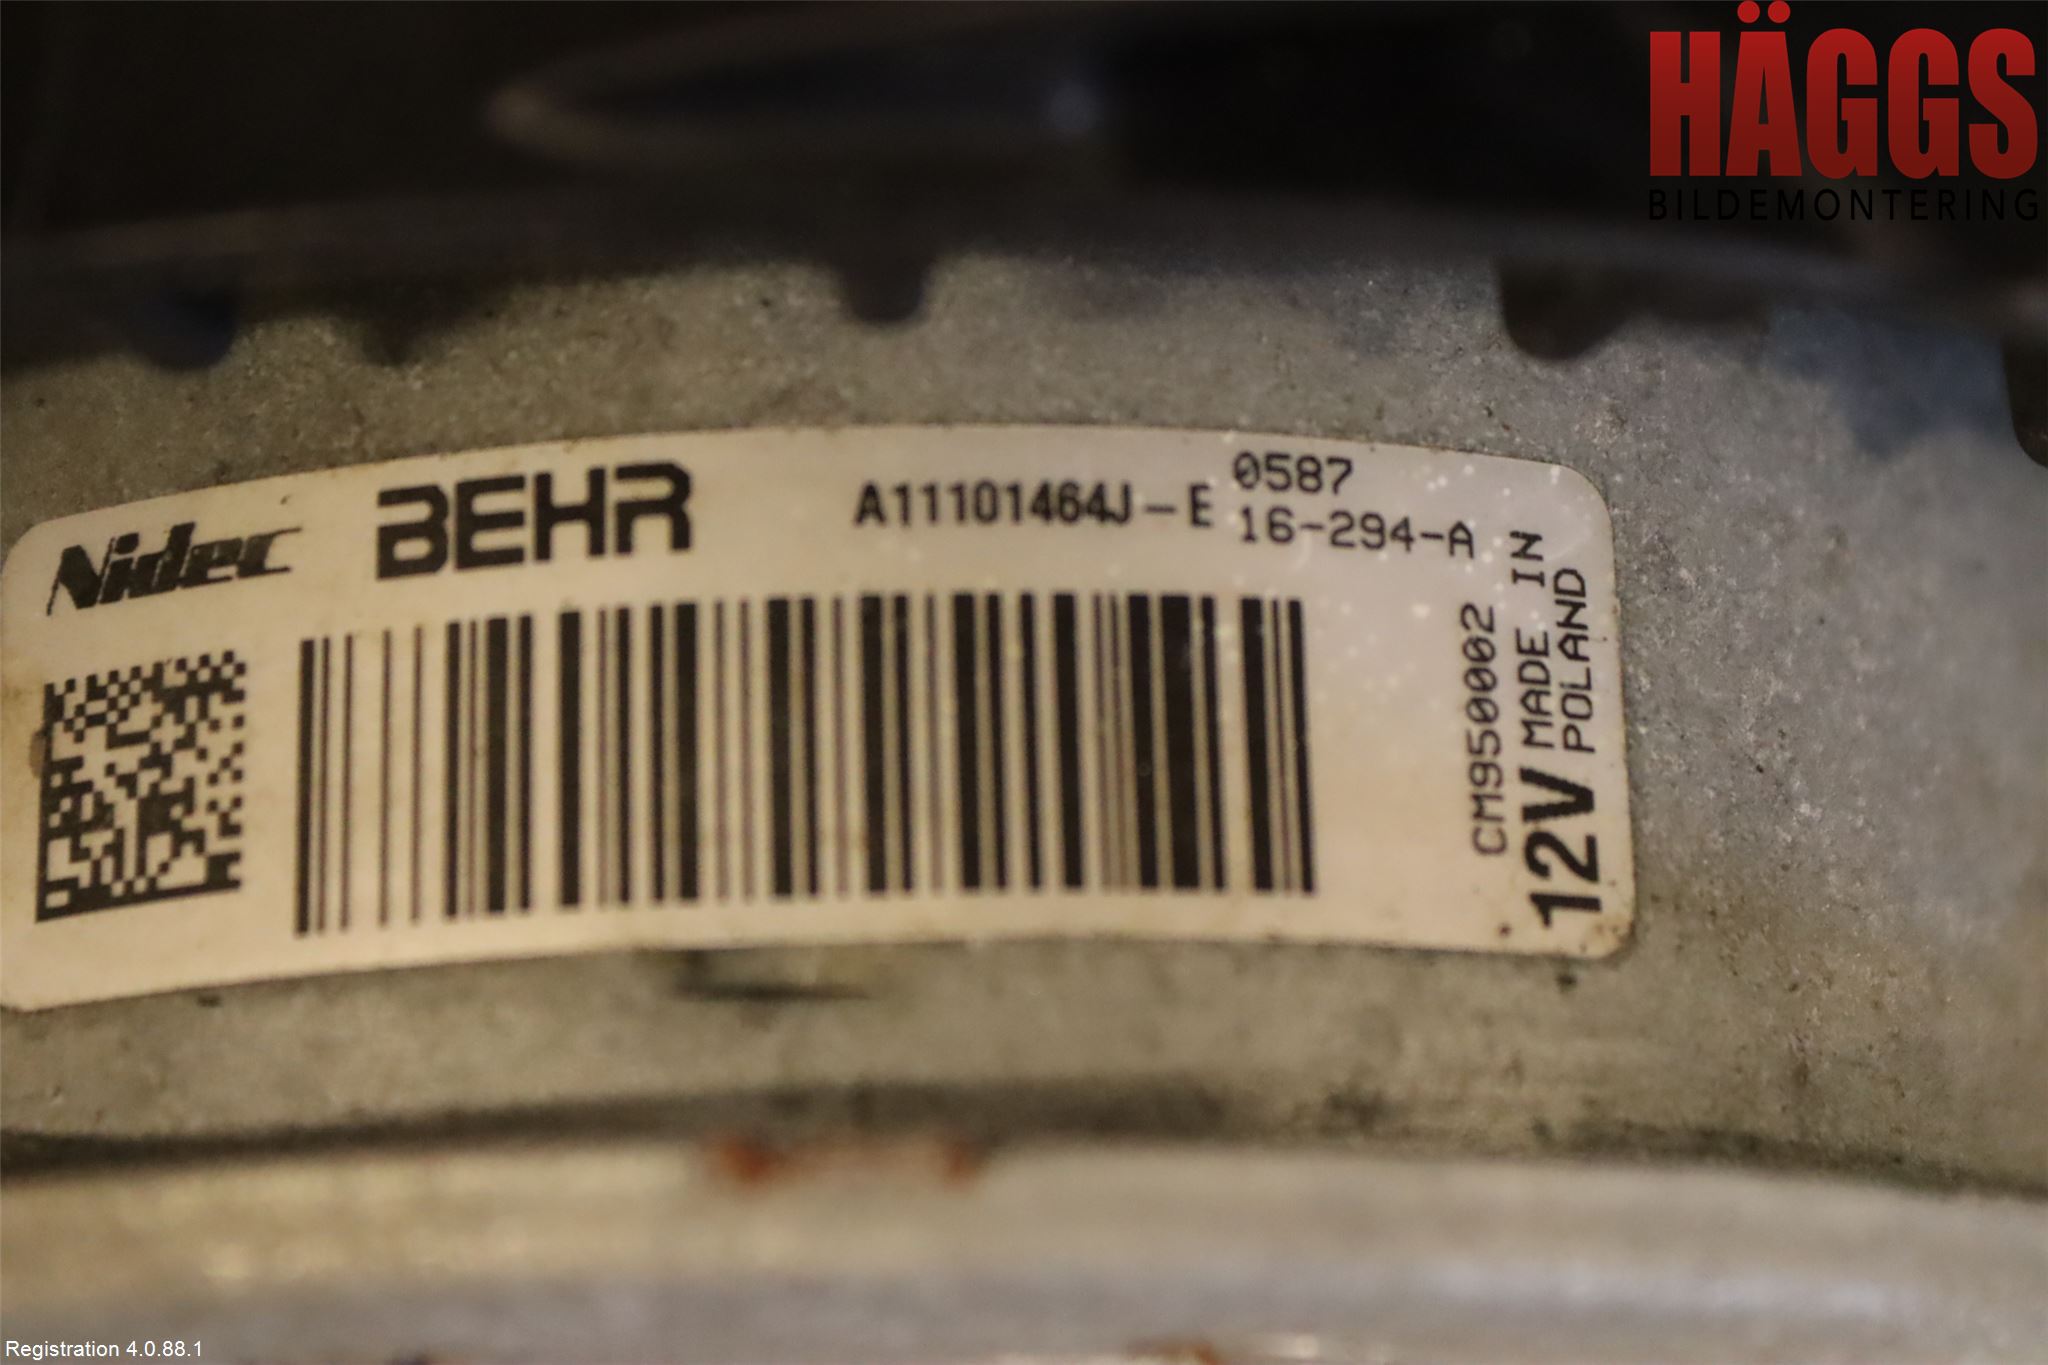 HÄGGS
BILDEMONTERING
Nidec BEHR A11101464J-E 0587
16-294-A
CM950002
12V MADE IN
POLAND
Registration 4.0.88.1